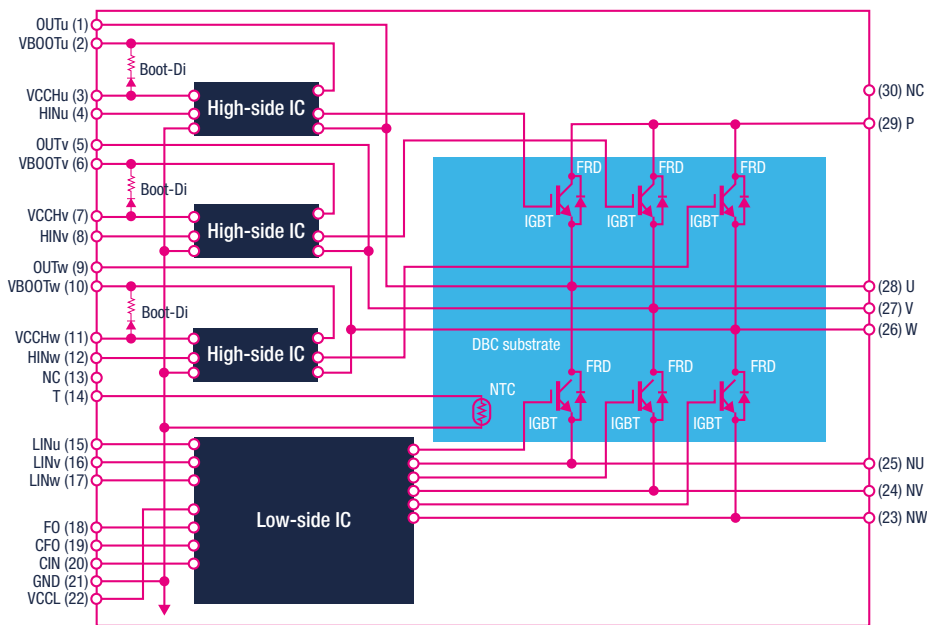 OUTu (1)
VBOOTu (2)
Boot-Di
VCCHu (3)
HINu (4)
High-side IC
OUTv (5)
VBOOTv (6)
Boot-Di
VCCHv (7)
HINv (8)
High-side IC
OUTw (9)
VBOOTw (10)
Boot-Di
VCCHw (11)
HINw (12)
High-side IC
NC (13)
T (14)
LINu (15)
LINv (16)
LINw (17)
FO (18)
CFO (19)
CIN (20)
GND (21)
VCCL (22)
Low-side IC
FRD
FRD
FRD
IGBT
IGBT
IGBT
DBC substrate
NTC
FRD
FRD
FRD
IGBT
IGBT
IGBT
(30) NC
(29) P
(28) U
(27) V
(26) W
(25) NU
(24) NV
(23) NW